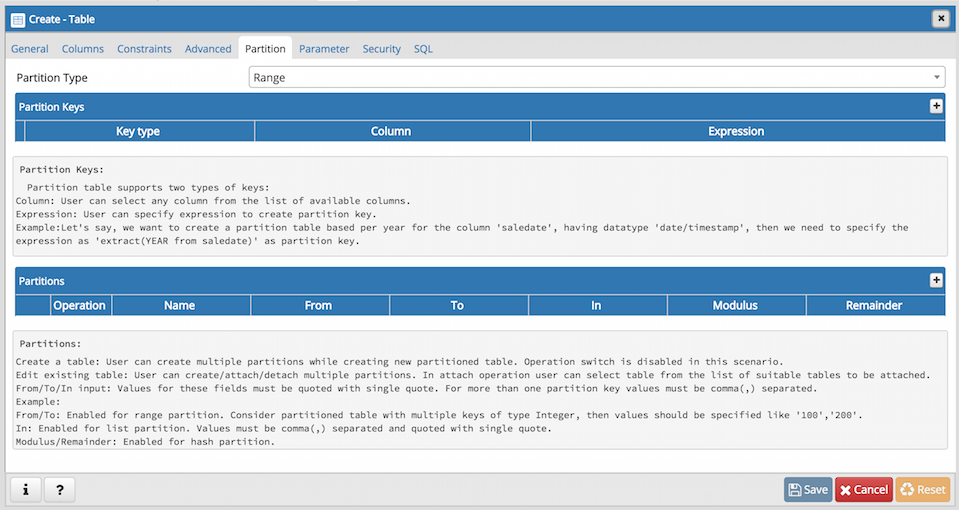 Create - Table
General Columns Constraints Advanced Partition Parameter Security SQL
Partition Type Range
Partition Keys
Key type Column Expression
Partition Keys:
Partition table supports two types of keys:
Column: User can select any column from the list of available columns.
Expression: User can specify expression to create partition key.
Example:Let's say, we want to create a partition table based per year for the column 'saledate', having datatype 'date/timestamp', then we need to specify the
expression as 'extract(YEAR from saledate)' as partition key.
Partitions
Operation Name From To In Modulus Remainder
Partitions:
Create a table: User can create multiple partitions while creating new partitioned table. Operation switch is disabled in this scenario.
Edit existing table: User can create/attach/detach multiple partitions. In attach operation user can select table from the list of suitable tables to be attached.
From/To/In input: Values for these fields must be quoted with single quote. For more than one partition key values must be comma(,) separated.
Example:
From/To: Enabled for range partition. Consider partitioned table with multiple keys of type Integer, then values should be specified like '100','200'.
In: Enabled for list partition. Values must be comma(,) separated and quoted with single quote.
Modulus/Remainder: Enabled for hash partition.
i ? Save Cancel Reset